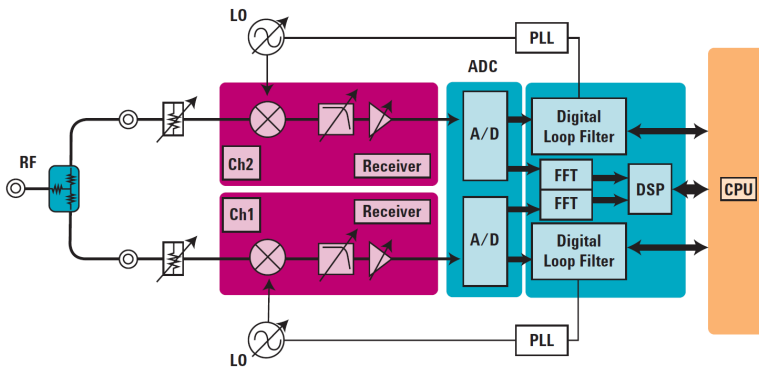 LO
PLL
ADC
A/D
Digital
Loop Filter
Ch2
Receiver
RF
FFT
DSP
CPU
FFT
Ch1
Receiver
A/D
Digital
Loop Filter
PLL
LO